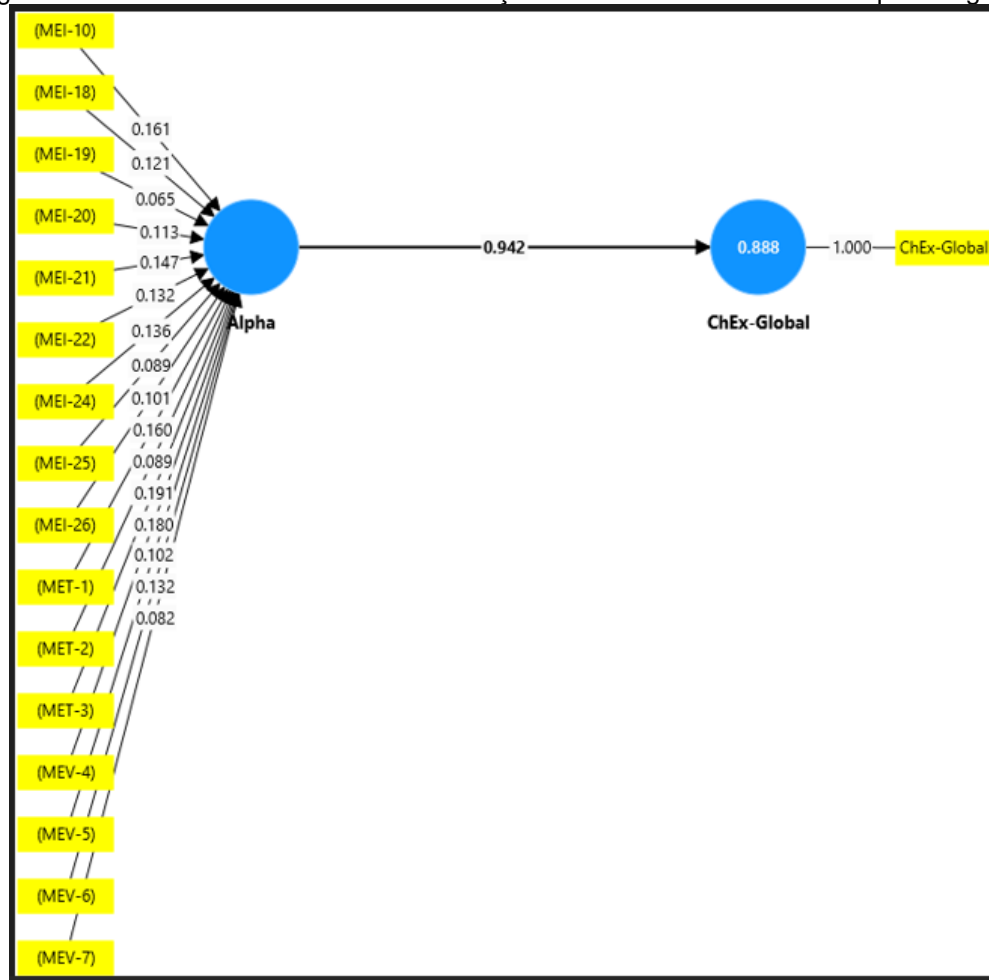 (MEI-10)
(MEI-18)
(MEI-19)
(MEI-20)
(MEI-21)
(MEI-22)
(MEI-24)
(MEI-25)
(MEI-26)
(MET-1)
(MET-2)
(MET-3)
(MEV-4)
(MEV-5)
(MEV-6)
(MEV-7)
0.161
0.121
0.065
0.113
0.147
0.132
0.136
0.089
0.101
0.160
0.089
0.191
0.180
0.102
0.132
0.082
Alpha
0.942
0.888
ChEx-Global
1.000
ChEx-Global